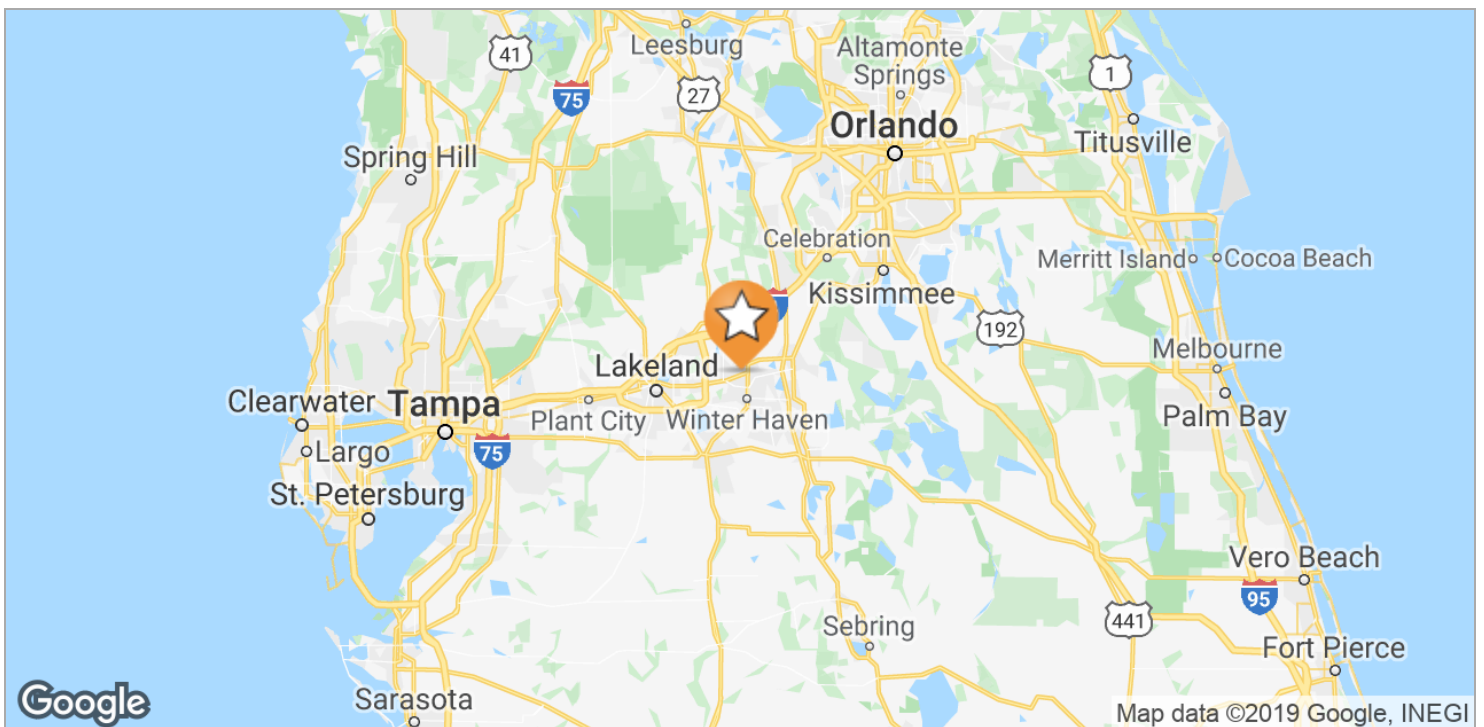 Leesburg
41
Altamonte
Springs
1
75
27
Orlando
Titusville
Spring Hill
Celebration
Merritt Island
Cocoa Beach
Kissimmee
192
Melbourne
Lakeland
Clearwater
Tampa
Plant City
Winter Haven
Palm Bay
Largo
75
St. Petersburg
Vero Beach
95
441
Sebring
Fort Pierce
Sarasota
Google
Map data ©2019 Google, INEGI